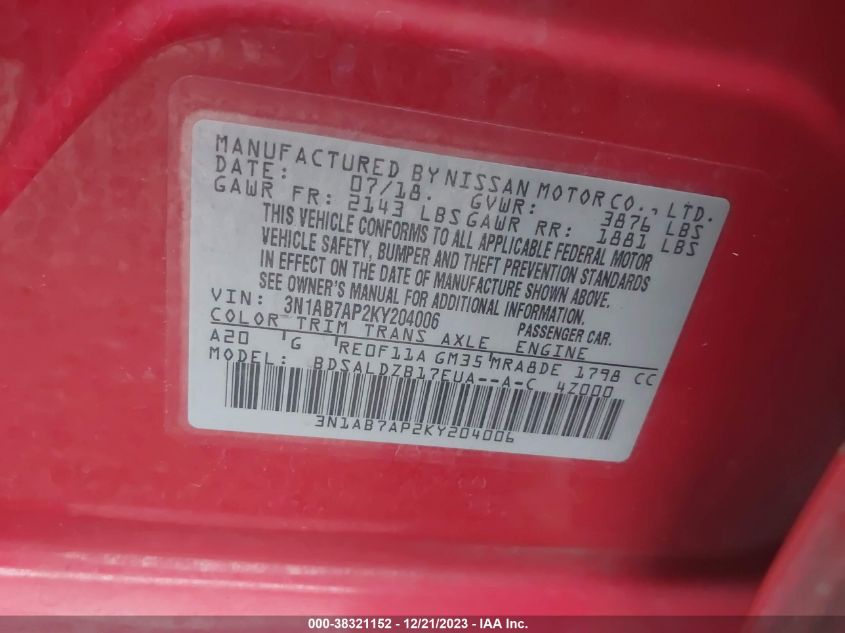 MANUFACTURED BY NISSAN MOTOR CO., LTD.
DATE: 07/18. GVWR: 3876 LBS
GAWR FR: 2143 LBS GAWR RR: 1881 LBS
THIS VEHICLE CONFORMS TO ALL APPLICABLE FEDERAL MOTOR
VEHICLE SAFETY, BUMPER AND THEFT PREVENTION STANDARDS
IN EFFECT ON THE DATE OF MANUFACTURE SHOWN ABOVE.
SEE OWNER'S MANUAL FOR ADDITIONAL INFORMATION.
VIN: 3N1AB7AP2KY204006 PASSENGER CAR.
COLOR TRIM TRANS AXLE ENGINE
A20 G RE0F11A GM35 MRA8DE 1798 CC
MODEL: BDSALDZB17EUA--A-C 4Z000
3N1AB7AP2KY204006
000-38321152 - 12/21/2023 - IAA Inc.